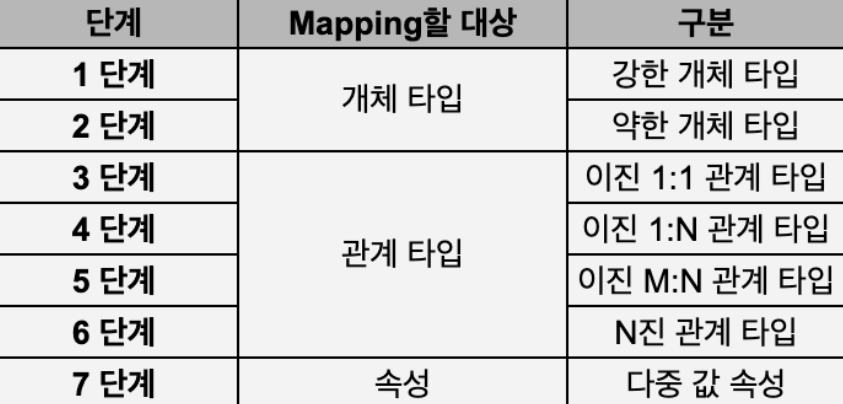 단계 Mapping할 대상 구분
1 단계 강한 개체 타입
개체 타입
2 단계 약한 개체 타입
3 단계 이진 1:1 관계 타입
4 단계 이진 1:N 관계 타입
관계 타입
5 단계 이진 M:N 관계 타입
6 단계 N진 관계 타입
7 단계 속성 다중 값 속성